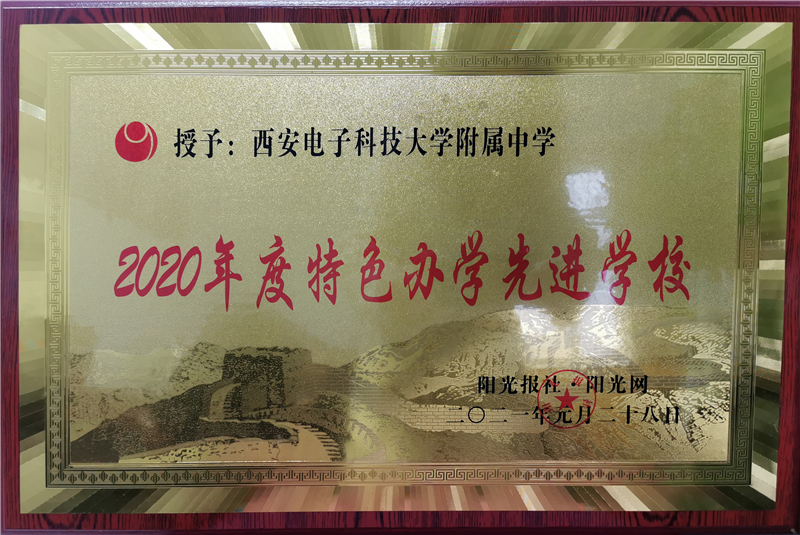 授予：西安电子科技大学附属中学
2020年度特色办学先进学校
阳光报社·阳光网
二〇二一年元月二十八日